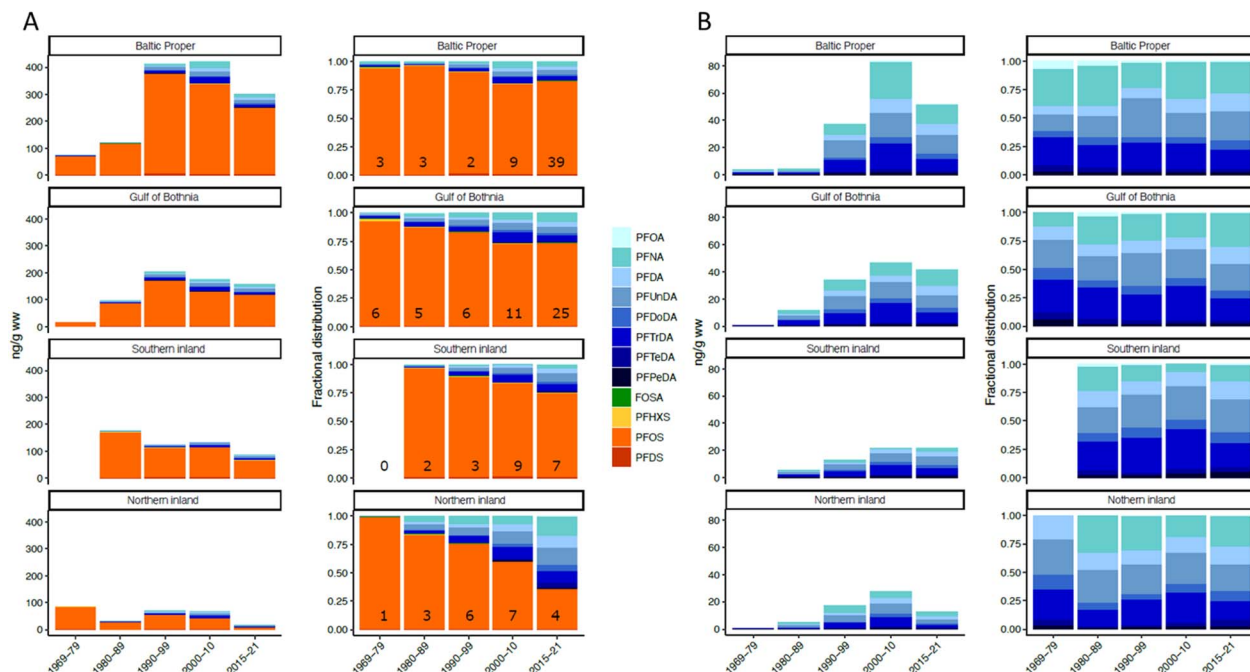 A
Baltic Proper
400
300
200
100
0
Baltic Proper
1.00
0.75
0.50
0.25
0.00
3 3 2 9 39
Gulf of Bothnia
400
300
200
100
0
Gulf of Bothnia
1.00
0.75
0.50
0.25
0.00
6 5 6 11 25
ng/g ww
Fractional distribution
Southern inland
400
300
200
100
0
Southern inland
1.00
0.75
0.50
0.25
0.00
0 2 3 9 7
Northern inland
400
300
200
100
0
1969–79 1980–89 1990–99 2000–10 2015–21
Northern inland
1.00
0.75
0.50
0.25
0.00
1 3 6 7 4
1969–79 1980–89 1990–99 2000–10 2015–21
PFOA
PFNA
PFDA
PFUnDA
PFDoDA
PFTrDA
PFTeDA
PFPeDA
FOSA
PFHXS
PFOS
PFDS
B
Baltic Proper
80
60
40
20
0
Baltic Proper
1.00
0.75
0.50
0.25
0.00
Gulf of Bothnia
80
60
40
20
0
Gulf of Bothnia
1.00
0.75
0.50
0.25
0.00
ng/g ww
Fractional distribution
Southern inalnd
80
60
40
20
0
Southern inland
1.00
0.75
0.50
0.25
0.00
Northern inland
80
60
40
20
0
1969–79 1980–89 1990–99 2000–10 2015–21
Nothern inland
1.00
0.75
0.50
0.25
0.00
1969–79 1980–89 1990–99 2000–10 2015–21